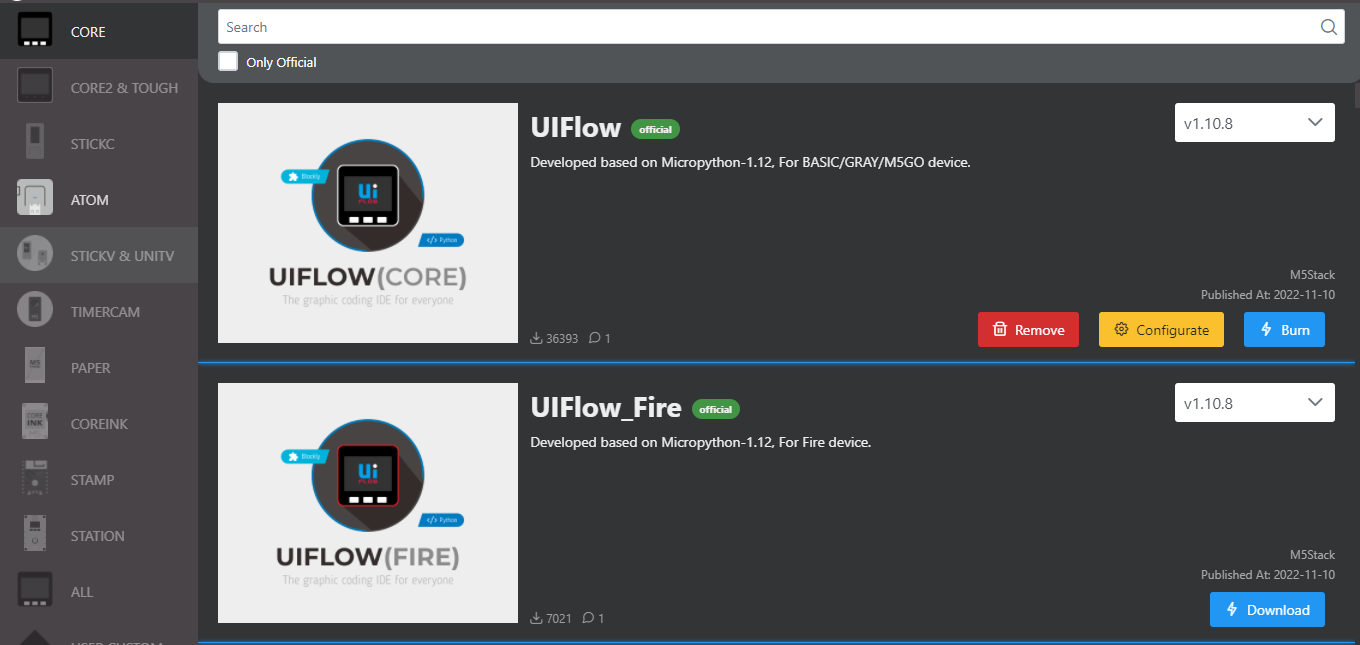 CORE
CORE2 & TOUGH
STICKC
ATOM
STICKV & UNITV
TIMERCAM
PAPER
COREINK
STAMP
STATION
ALL
USER CUSTOM
Search
Only Official
UIFlow official
v1.10.8
Developed based on Micropython-1.12, For BASIC/GRAY/M5GO device.
Blockly
Ui
FLOW
</> Python
UIFLOW(CORE)
The graphic coding IDE for everyone
M5Stack
Published At: 2022-11-10
36393 1
Remove Configurate Burn
UIFlow_Fire official
v1.10.8
Developed based on Micropython-1.12, For Fire device.
Blockly
Ui
FLOW
</> Python
UIFLOW(FIRE)
The graphic coding IDE for everyone
M5Stack
Published At: 2022-11-10
7021 1
Download